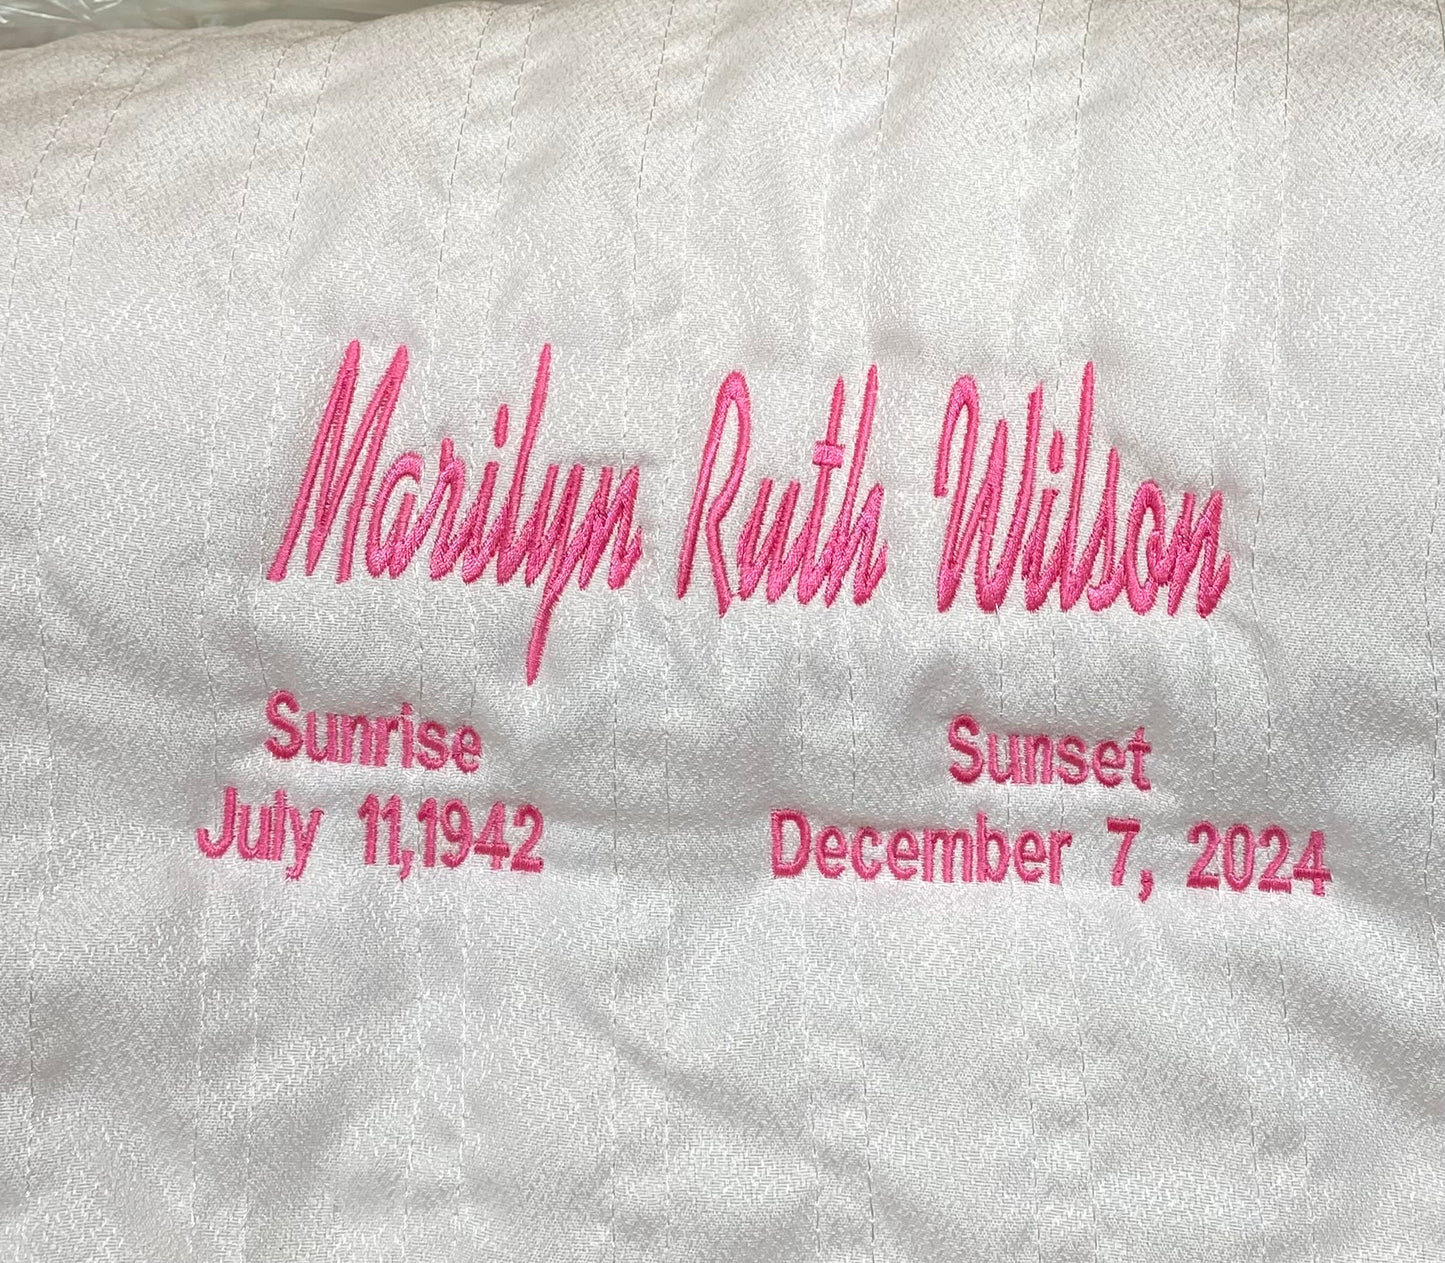 Marilyn Ruth Wilson
Sunrise Sunset
July 11,1942 December 7, 2024